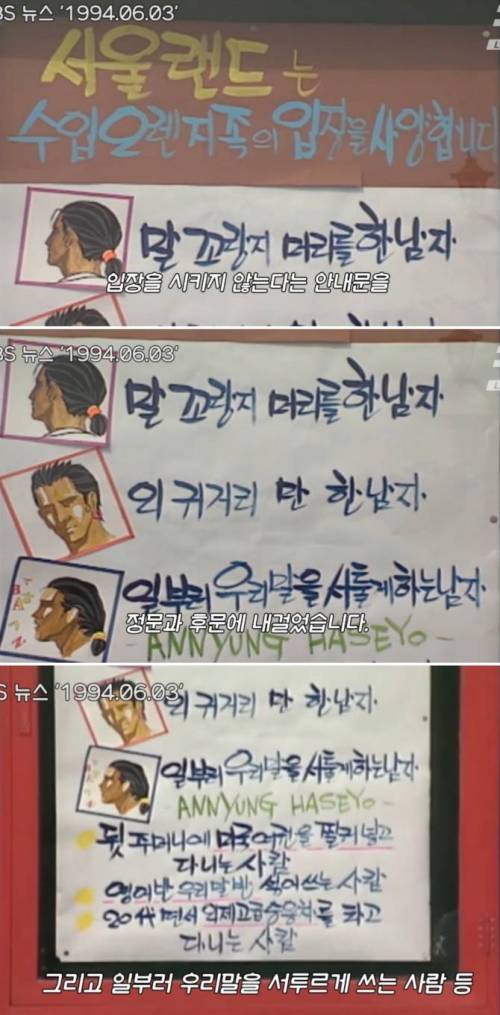 BS 뉴스 '1994.06.03'
서울랜드는
수입오렌지족의 입장을 사양합니다
말꼬랑지 머리를 한 남자.
입장을 시키지 않는다는 안내문을
BS 뉴스 '1994.06.03'
말꼬랑지 머리를 한 남자.
외 귀거리 만 한 남자.
일부러 우리말을 서툴게하는 남자.
정문과 후문에 내걸었습니다.
-ANNYUNG HASEYO-
BS 뉴스 '1994.06.03'
외 귀거리 만 한 남자.
일부러 우리말을 서툴게하는 남자.
ANNYUNG HASEYO-
뒷주머니에 미국여권을 찔러넣고
다니는 사람
영어반 우리말반 섞어쓰는 사람
20代면서 외제고급승용차를 타고
다니는 사람
그리고 일부러 우리말을 서투르게 쓰는 사람 등